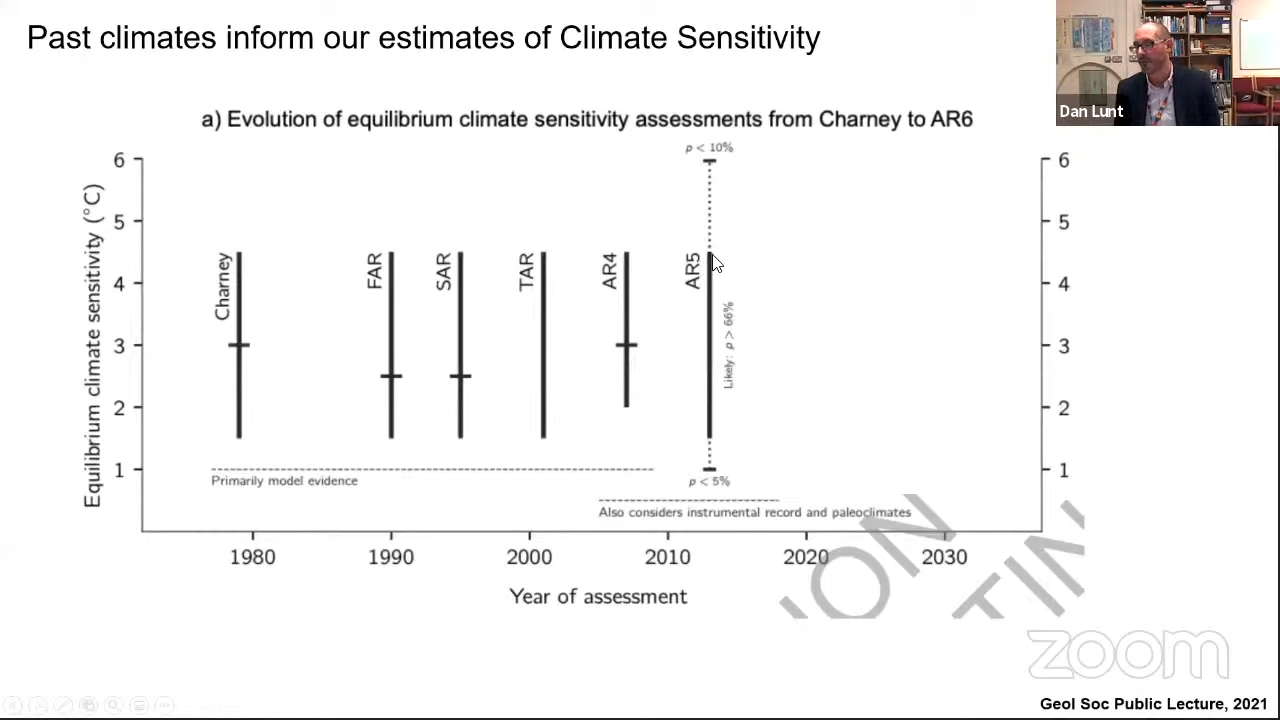 Past climates inform our estimates of Climate Sensitivity
Dan Lunt
a) Evolution of equilibrium climate sensitivity assessments from Charney to AR6
p < 10%
6
5
4
3
2
1
Equilibrium climate sensitivity (°C)
Charney
FAR
SAR
TAR
AR4
AR5
Likely: p > 66%
6
5
4
3
2
1
Primarily model evidence
p < 5%
Also considers instrumental record and paleoclimates
1980
1990
2000
2010
2020
2030
Year of assessment
zoom
Geol Soc Public Lecture, 2021